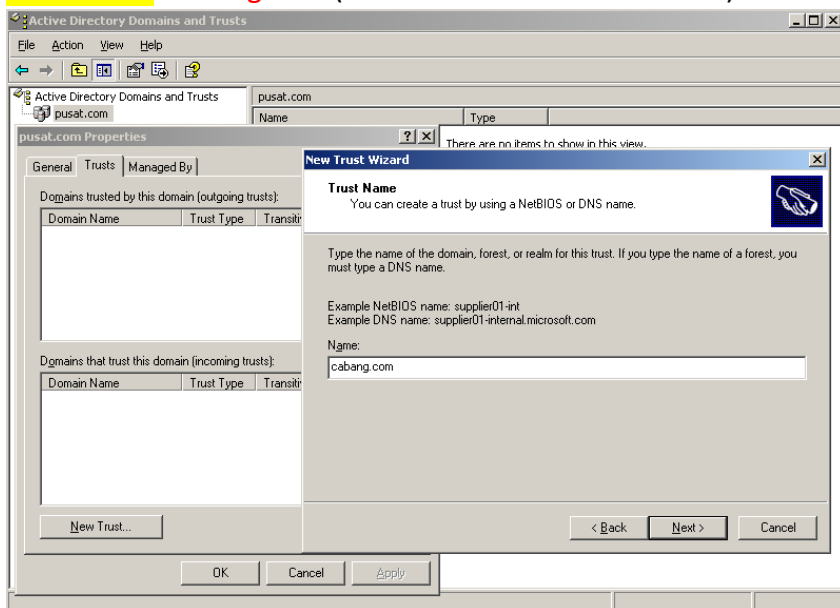 Active Directory Domains and Trusts
File Action View Help
Active Directory Domains and Trusts
pusat.com
pusat.com
Name Type
There are no items to show in this view.
pusat.com Properties
General Trusts Managed By
Domains trusted by this domain (outgoing trusts):
Domain Name Trust Type
Domains that trust this domain (incoming trusts):
Domain Name Trust Type
New Trust...
OK Cancel Apply
New Trust Wizard
Trust Name
You can create a trust by using a NetBIOS or DNS name.
Type the name of the domain, forest, or realm for this trust. If you type the name of a forest, you
must type a DNS name.
Example NetBIOS name: supplier01-int
Example DNS name: supplier01-internal.microsoft.com
Name:
cabang.com
< Back Next > Cancel